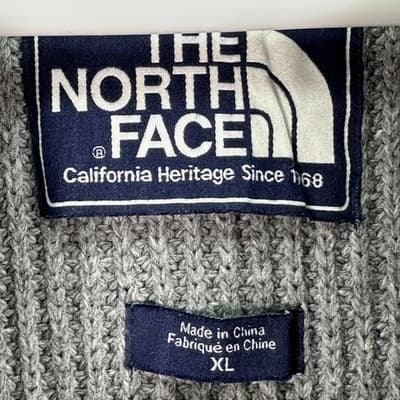 THE
NORTH
® FACE
California Heritage Since 1968
Made in China
Fabriqué en Chine
XL